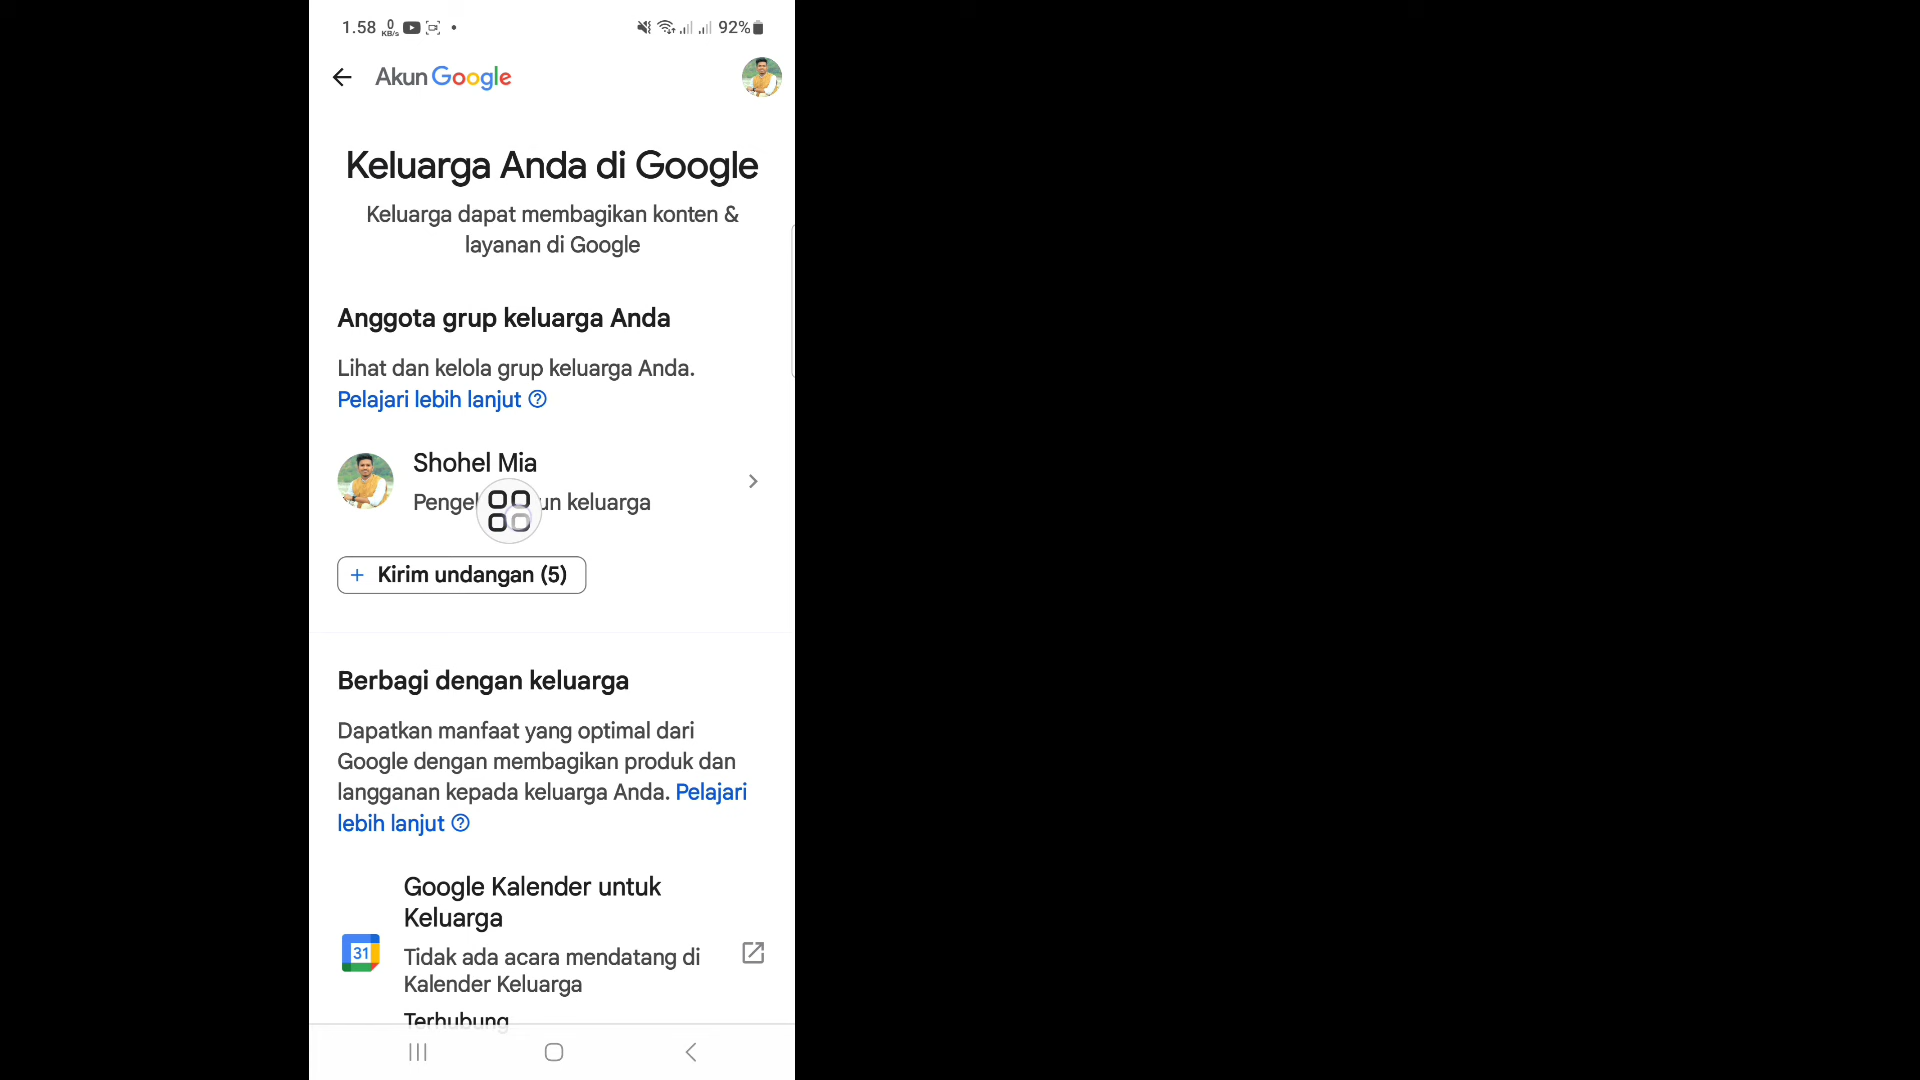 1.58 0 KB/s 92%
Akun Google
Keluarga Anda di Google
Keluarga dapat membagikan konten &
layanan di Google
Anggota grup keluarga Anda
Lihat dan kelola grup keluarga Anda.
Pelajari lebih lanjut
Shohel Mia
keluarga
+ Kirim undangan (5)
Berbagi dengan keluarga
Dapatkan manfaat yang optimal dari
Google dengan membagikan produk dan
langganan kepada keluarga Anda. Pelajari
lebih lanjut
Google Kalender untuk
Keluarga
31
Tidak ada acara mendatang di
Kalender Keluarga
Terhubung